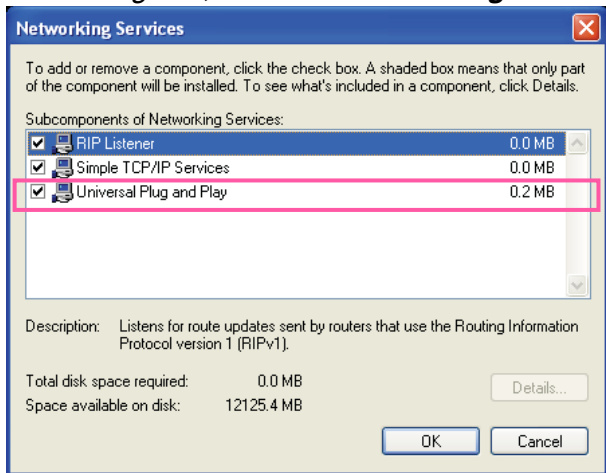 Networking Services
To add or remove a component, click the check box. A shaded box means that only part
of the component will be installed. To see what's included in a component, click Details.
Subcomponents of Networking Services:
RIP Listener 0.0 MB
Simple TCP/IP Services 0.0 MB
Universal Plug and Play 0.2 MB
Description: Listens for route updates sent by routers that use the Routing Information
Protocol version 1 (RIPv1).
Total disk space required: 0.0 MB
Details...
Space available on disk: 12125.4 MB
OK Cancel